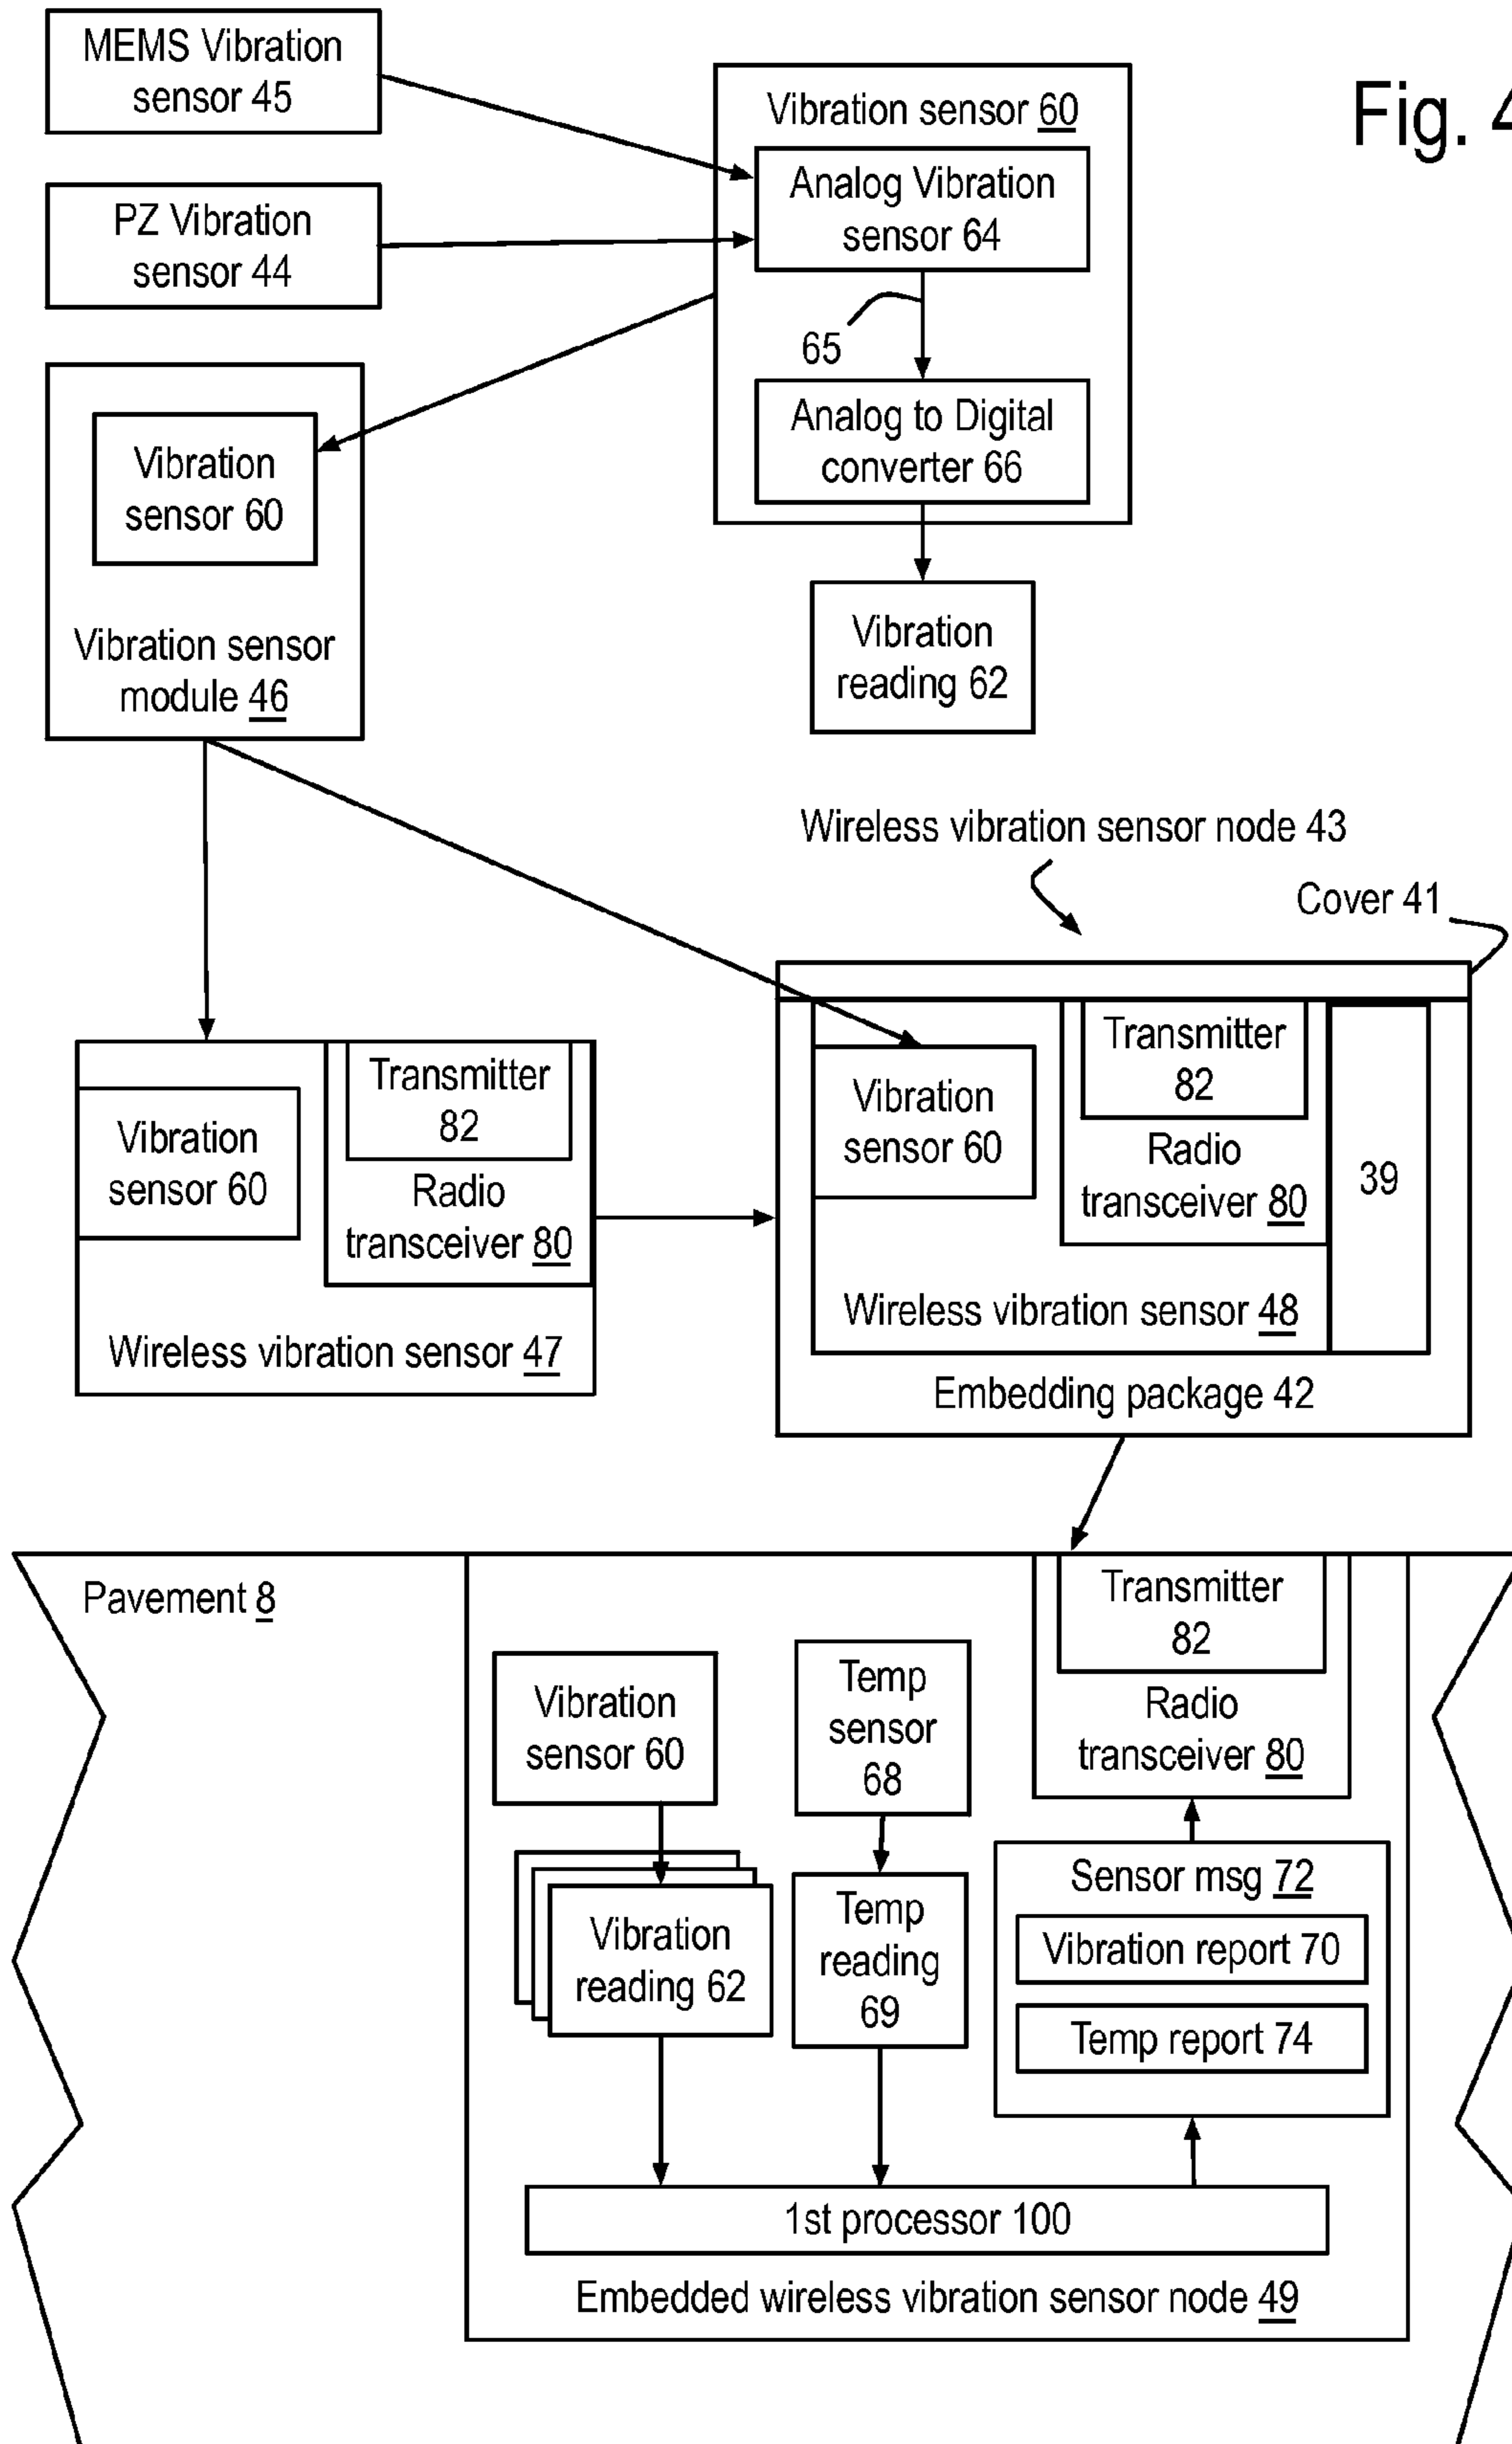 MEMS Vibration
sensor 45
Fig. 4
Vibration sensor 60
PZ Vibration
sensor 44
Analog Vibration
sensor 64
65
Analog to Digital
converter 66
Vibration
sensor 60
Vibration sensor
module 46
Vibration
reading 62
Wireless vibration sensor node 43
Cover 41
Vibration
sensor 60
Transmitter
82
Radio
transceiver 80
Wireless vibration sensor 47
Vibration
sensor 60
Transmitter
82
Radio
transceiver 80
39
Wireless vibration sensor 48
Embedding package 42
Pavement 8
Vibration
sensor 60
Temp
sensor
68
Transmitter
82
Radio
transceiver 80
Vibration
reading 62
Temp
reading
69
Sensor msg 72
Vibration report 70
Temp report 74
1st processor 100
Embedded wireless vibration sensor node 49